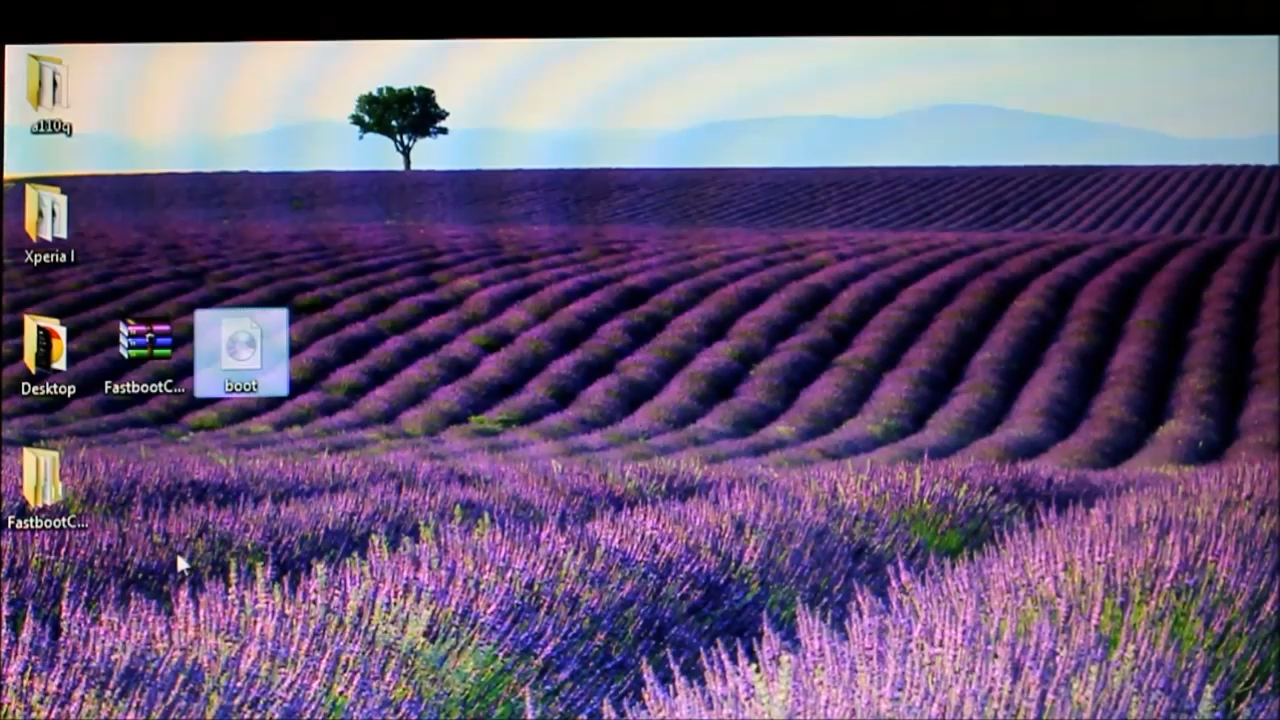 a110q
Xperia l
Desktop
FastbootC...
boot
FastbootC...